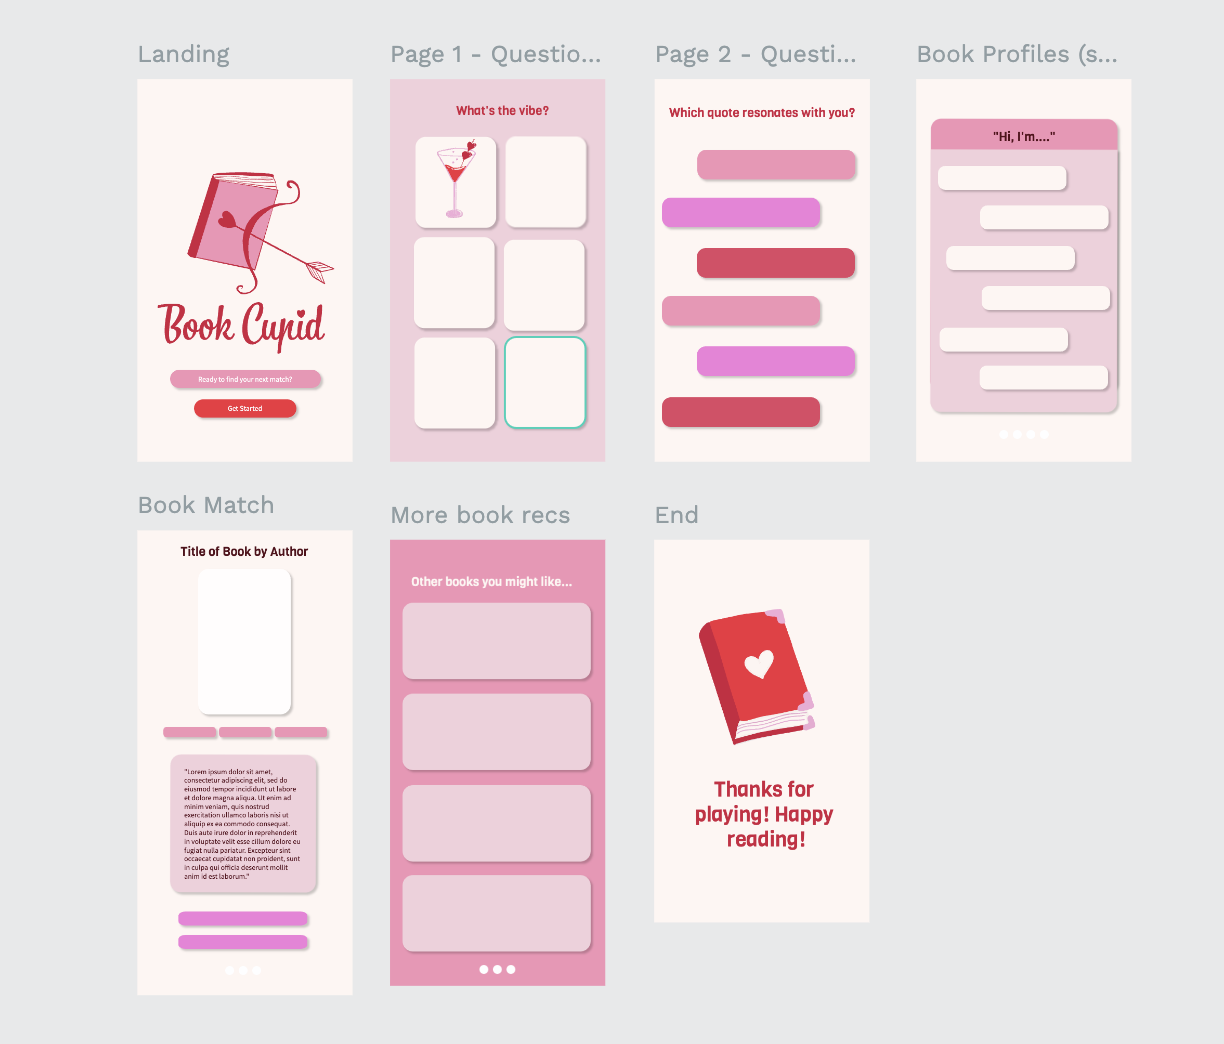 Landing
Page 1 - Questio...
Page 2 - Questi...
Book Profiles (s...
What's the vibe?
Which quote resonates with you?
"Hi, I'm...."
Book Cupid
Ready to find your next match?
Get Started
Book Match
More book recs
End
Title of Book by Author
"Lorem ipsum dolor sit amet,
consectetur adipiscing elit, sed do
eiusmod tempor incididunt ut labore
et dolore magna aliqua. Ut enim ad
minim veniam, quis nostrud
exercitation ullamco laboris nisi ut
aliquip ex ea commodo consequat.
Duis aute irure dolor in reprehenderit
in voluptate velit esse cillum dolore eu
fugiat nulla pariatur. Excepteur sint
occaecat cupidatat non proident, sunt
in culpa qui officia deserunt mollit
anim id est laborum."
Other books you might like...
Thanks for
playing! Happy
reading!